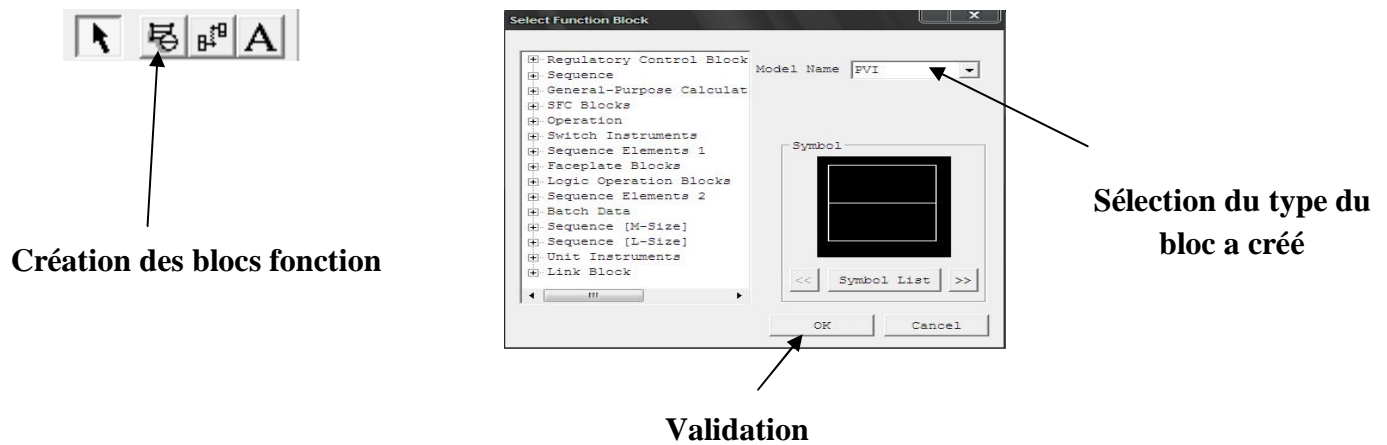 A
Select Function Block
x
Regulatory Control Block
Sequence
General-Purpose Calculat
SFC Blocks
Operation
Switch Instruments
Sequence Elements 1
Faceplate Blocks
Logic Operation Blocks
Sequence Elements 2
Batch Data
Sequence [M-Size]
Sequence [L-Size]
Unit Instruments
Link Block
Model Name PVI
Symbol
<< Symbol List >>
OK Cancel
Création des blocs fonction
Sélection du type du
bloc a créé
Validation